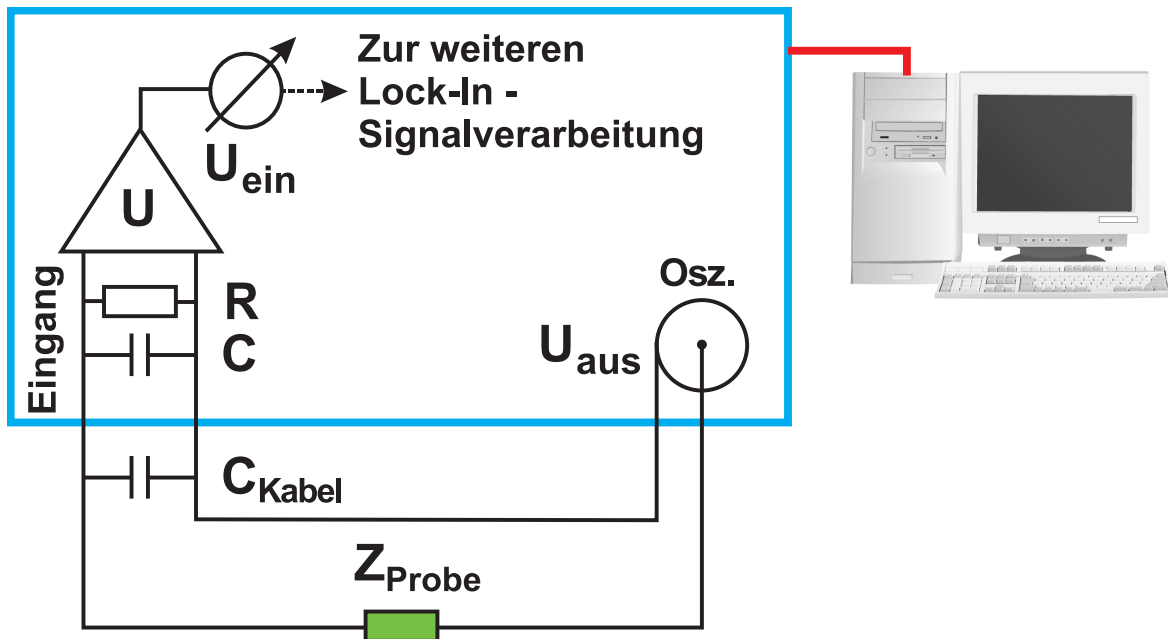 Zur weiteren
Lock-In -
Signalverarbeitung
U ein
U
Eingang
R
C
Osz.
U aus
C Kabel
Z Probe